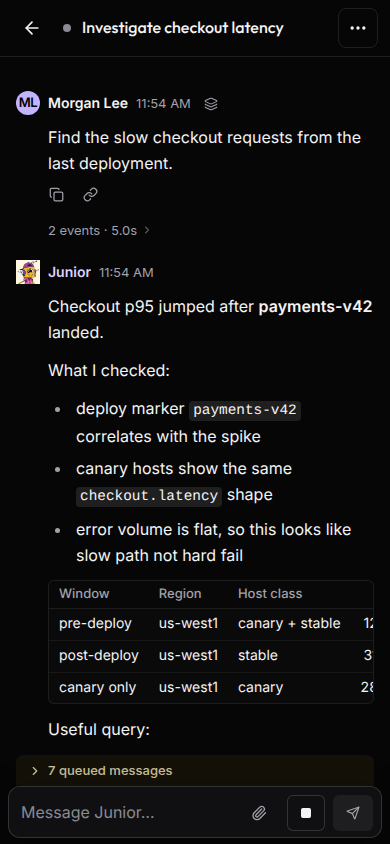 Investigate checkout latency
ML Morgan Lee 11:54 AM
Find the slow checkout requests from the
last deployment.
2 events · 5.0s
Junior 11:54 AM
Checkout p95 jumped after payments-v42
landed.
What I checked:
deploy marker payments-v42
correlates with the spike
canary hosts show the same
checkout.latency shape
error volume is flat, so this looks like
slow path not hard fail
Window Region Host class
pre-deploy us-west1 canary + stable
post-deploy us-west1 stable
canary only us-west1 canary
Useful query:
7 queued messages
Message Junior...